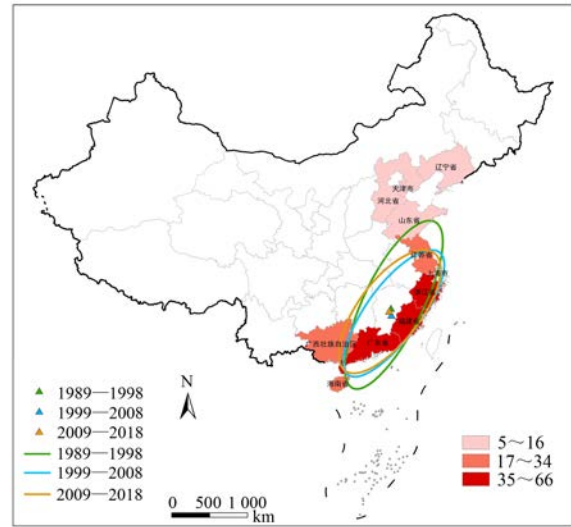 辽宁省
天津市
河北省
山东省
江苏省
上海市
浙江省
福建省
广西壮族自治区
广东省
海南省
N
1989—1998
1999—2008
2009—2018
1989—1998
1999—2008
2009—2018
0 500 1 000
km
5～16
17～34
35～66